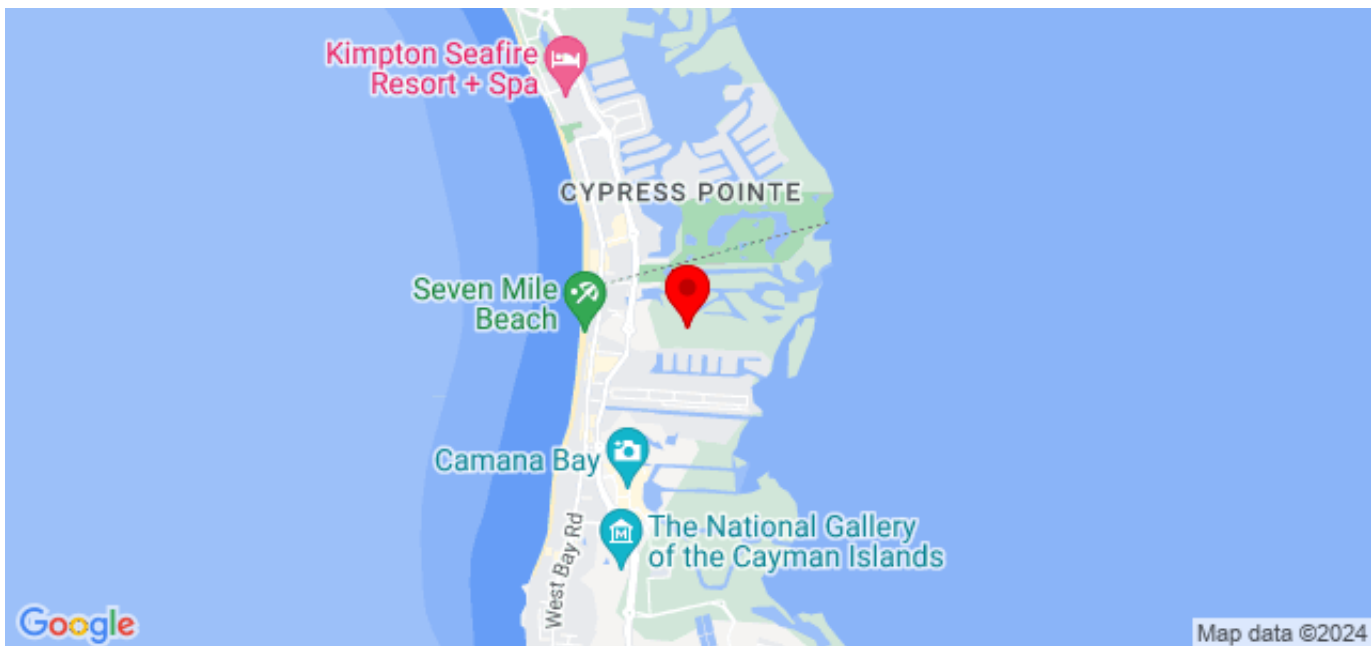 Kimpton Seafire
Resort + Spa
CYPRESS POINTE
Seven Mile
Beach
Camana Bay
The National Gallery
of the Cayman Islands
West Bay Rd
Google
Map data ©2024